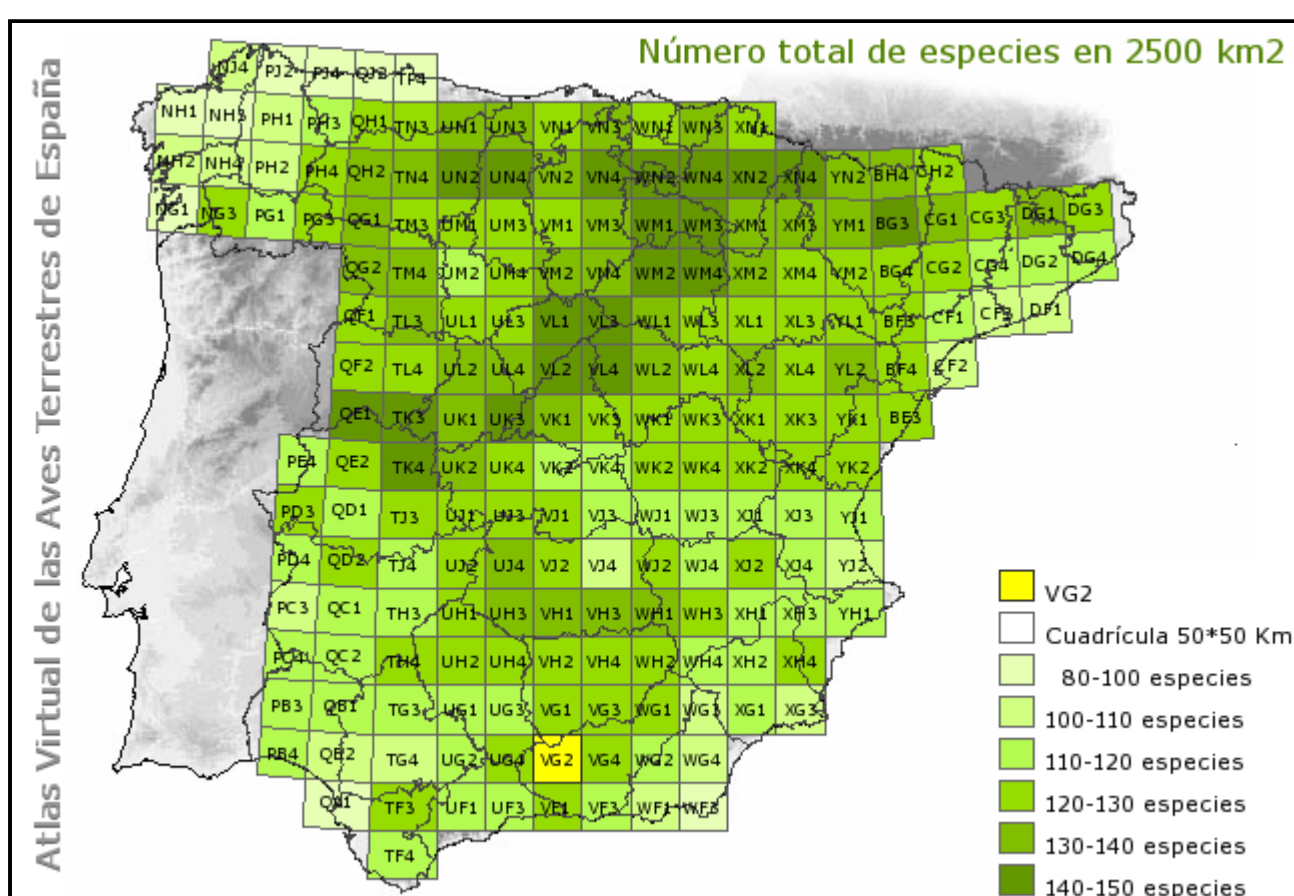 Número total de especies en 2500 km2
Atlas Virtual de las Aves Terrestres de España
NJ4 PJ2 PJ4 QJ2 TP4
NH1 NH3 PH1 PH3 QH1 TN3 UN1 UN3 VN1 VN3 WN1 WN3 XN1
NH2 NH4 PH2 PH4 QH2 TN4 UN2 UN4 VN2 VN4 WN2 WN4 XN2 XN4 YN2 BH4 CH2
NG1 NG3 PG1 PG3 QG1 TM3 UM1 UM3 VM1 VM3 WM1 WM3 XM1 XM3 YM1 BG3 CG1 CG3 DG1 DG3
QG2 TM4 UM2 UM4 VM2 VM4 WM2 WM4 XM2 XM4 YM2 BG4 CG2 CG4 DG2 DG4
QF1 TL3 UL1 UL3 VL1 VL3 WL1 WL3 XL1 XL3 YL1 BF3 CF1 CF3 DF1
QF2 TL4 UL2 UL4 VL2 VL4 WL2 WL4 XL2 XL4 YL2 BF4 CF2
QE1 TK3 UK1 UK3 VK1 VK3 WK1 WK3 XK1 XK3 YK1 BE3
PE4 QE2 TK4 UK2 UK4 VK2 VK4 WK2 WK4 XK2 XK4 YK2
PD3 QD1 TJ3 UJ1 UJ3 VJ1 VJ3 WJ1 WJ3 XJ1 XJ3 YJ1
PD4 QD2 TJ4 UJ2 UJ4 VJ2 VJ4 WJ2 WJ4 XJ2 XJ4 YJ2
PC3 QC1 TH3 UH1 UH3 VH1 VH3 WH1 WH3 XH1 XH3 YH1
PC4 QC2 TH4 UH2 UH4 VH2 VH4 WH2 WH4 XH2 XH4
PB3 QB1 TG3 UG1 UG3 VG1 VG3 WG1 WG3 XG1 XG3
PB4 QB2 TG4 UG2 UG4 VG2 VG4 WG2 WG4
QA1 TF3 UF1 UF3 VF1 VF3 WF1 WF3
TF4
VG2
Cuadrícula 50*50 Km
80-100 especies
100-110 especies
110-120 especies
120-130 especies
130-140 especies
140-150 especies